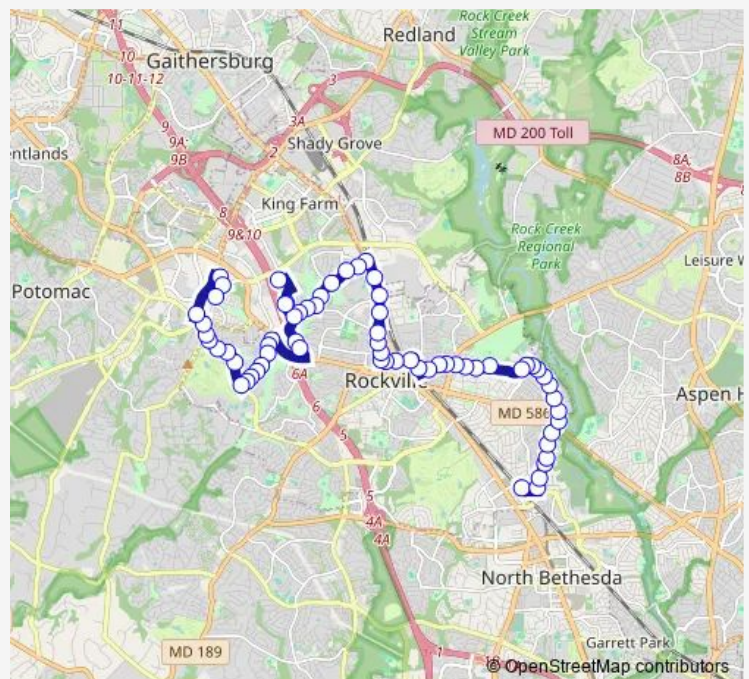 Rock Creek
Stream
Valley Park
Redland
11
10
10-11-12
Gaithersburg
3
9
3A
MD 200 Toll
9A
9B
2
Shady Grove
8A
8B
entlands
King Farm
8
9&10
Rock Creek
Regional
Park
Leisure W
Potomac
6A
Rockville
Aspen H
6
MD 586
5
5
4A
4A
North Bethesda
MD 189
Garrett Park
1
© OpenStreetMap contributors